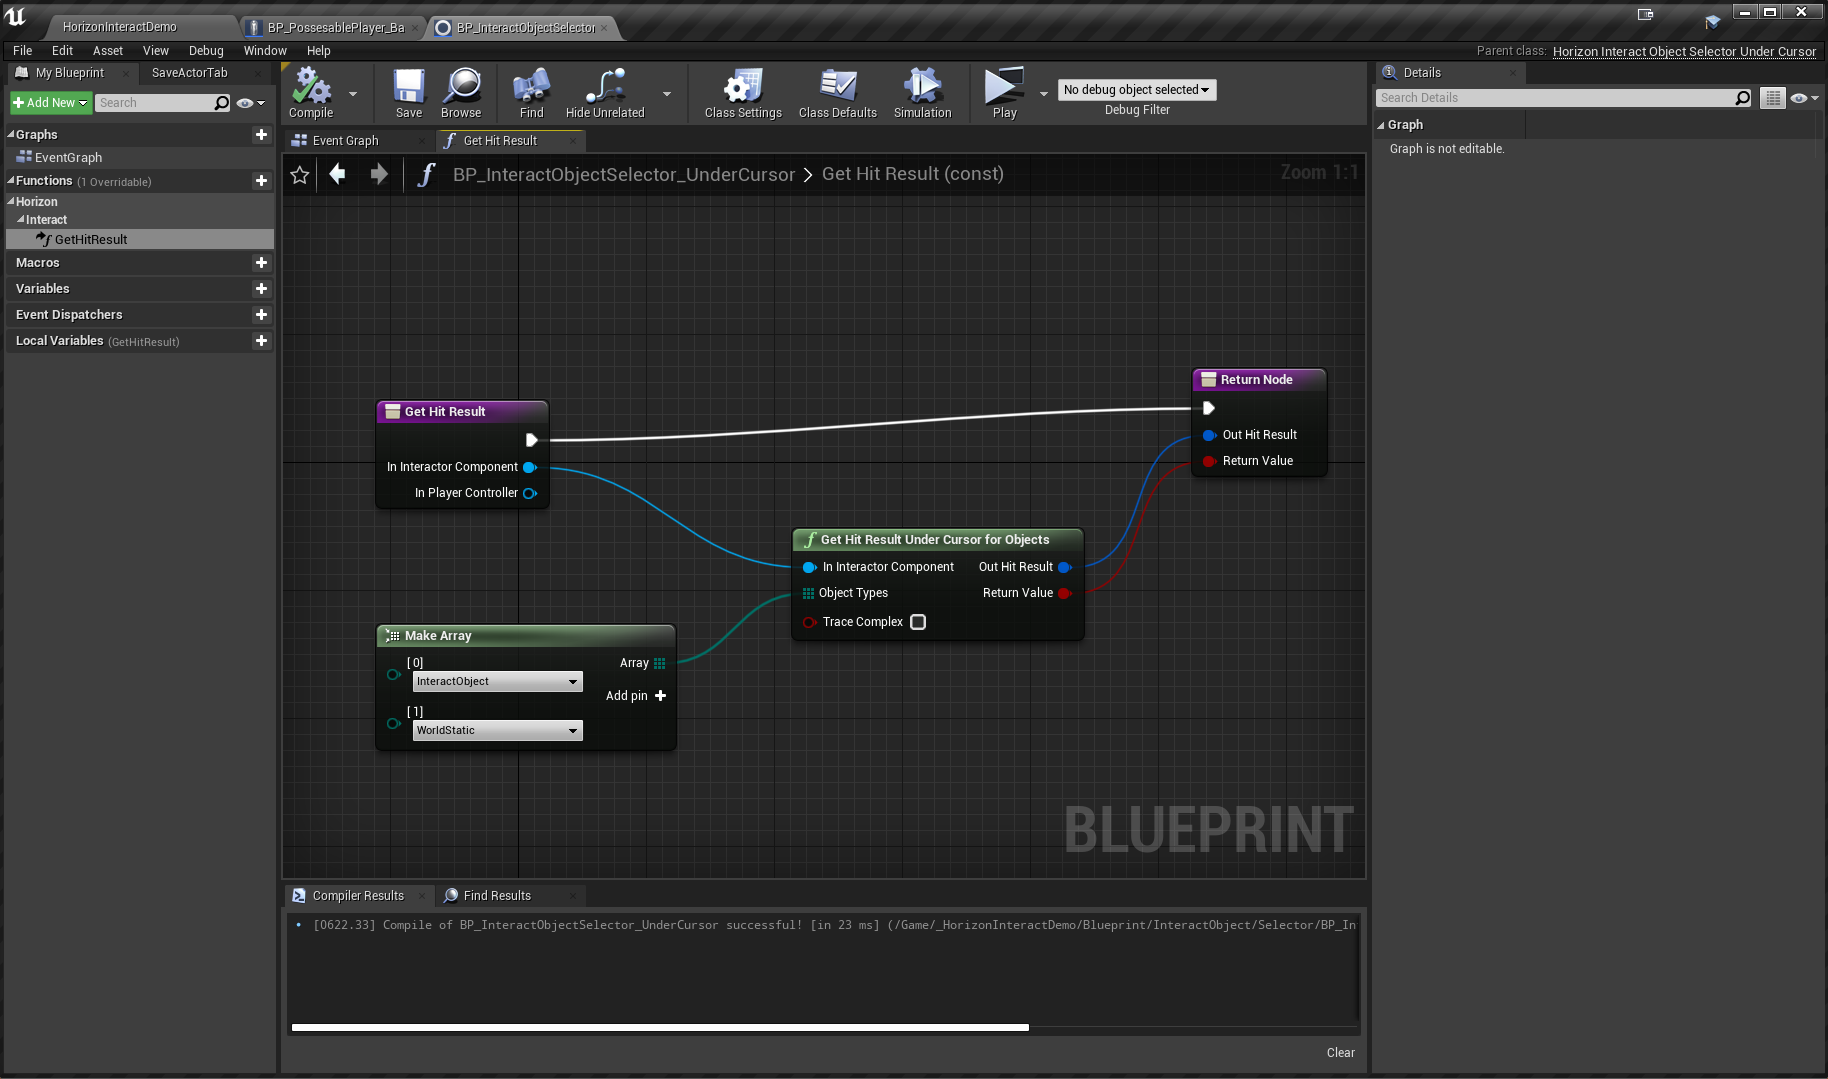 HorizonInteractDemo
BP_PossesablePlayer_Ba
BP_InteractObjectSelector
File Edit Asset View Debug Window Help
Parent class: Horizon Interact Object Selector Under Cursor
My Blueprint
SaveActorTab
Add New
Search
Graphs
EventGraph
Functions (1 Overridable)
Horizon
Interact
GetHitResult
Macros
Variables
Event Dispatchers
Local Variables (GetHitResult)
Compile
Save
Browse
Find
Hide Unrelated
Class Settings
Class Defaults
Simulation
Play
No debug object selected
Debug Filter
Event Graph
Get Hit Result
BP_InteractObjectSelector_UnderCursor > Get Hit Result (const)
Zoom 1:1
Get Hit Result
In Interactor Component
In Player Controller
Return Node
Out Hit Result
Return Value
Get Hit Result Under Cursor for Objects
In Interactor Component
Out Hit Result
Object Types
Return Value
Trace Complex
Make Array
[0]
Array
InteractObject
Add pin
[1]
WorldStatic
BLUEPRINT
Compiler Results
Find Results
[0622.33] Compile of BP_InteractObjectSelector_UnderCursor successful! [in 23 ms] (/Game/_HorizonInteractDemo/Blueprint/InteractObject/Selector/BP_In
Clear
Details
Search Details
Graph
Graph is not editable.